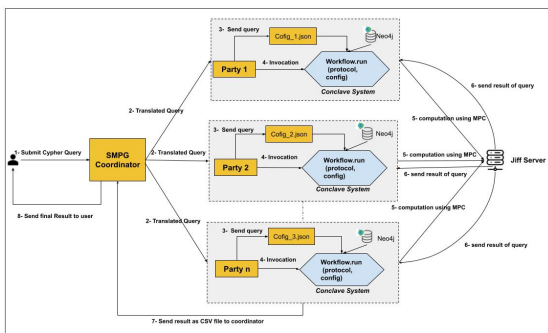 3- Send query
Cofig_1.json
Neo4j
Party 1
4- Invocation
Workflow.run
(protocol,
config)
Conclave System
2- Translated Query
6- send result of query
5- computation using MPC
1- Submit Cypher Query
SMPG
Coordinator
2- Translated Query
3- Send query
Cofig_2.json
Neo4j
Party 2
4- Invocation
Workflow.run
(protocol,
config)
Conclave System
5- computation using MPC
6- send result of query
Jiff Server
8- Send final Result to user
2- Translated Query
5- computation using MPC
3- Send query
Cofig_3.json
Neo4j
Party n
4- Invocation
Workflow.run
(protocol,
config)
Conclave System
6- send result of query
7- Send result as CSV file to coordinator